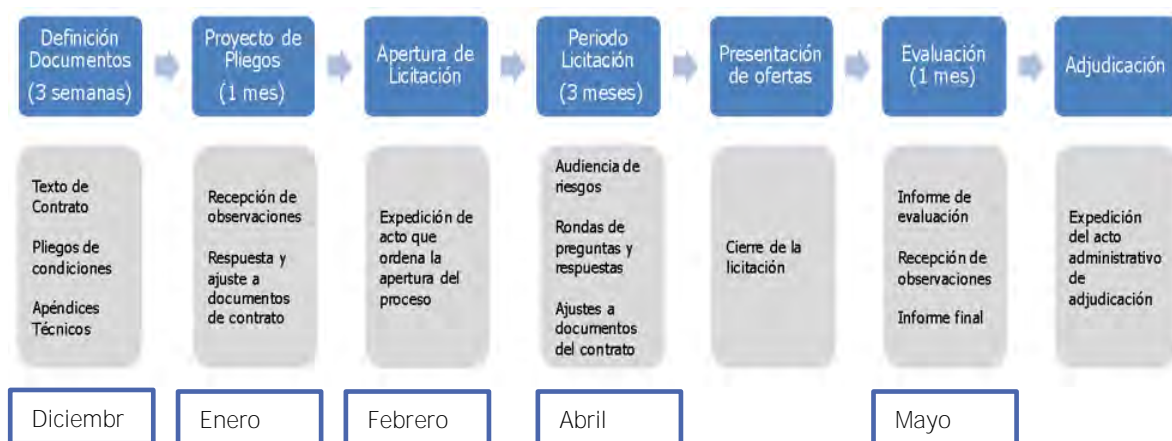 Definición
Documentos
(3 semanas)
Proyecto de
Pliegos
(1 mes)
Apertura de
Licitación
Periodo
Licitación
(3 meses)
Presentación
de ofertas
Evaluación
(1 mes)
Adjudicación
Texto de
Contrato
Pliegos de
condiciones
Apéndices
Técnicos
Recepción de
observaciones
Respuesta y
ajuste a
documentos
de contrato
Expedición de
acto que
ordena la
apertura del
proceso
Audiencia de
riesgos
Rondas de
preguntas y
respuestas
Ajustes a
documentos
del contrato
Cierre de la
licitación
Informe de
evaluación
Recepción de
observaciones
Informe final
Expedición
del acto
administrativo
de
adjudicación
Diciembr
Enero
Febrero
Abril
Mayo